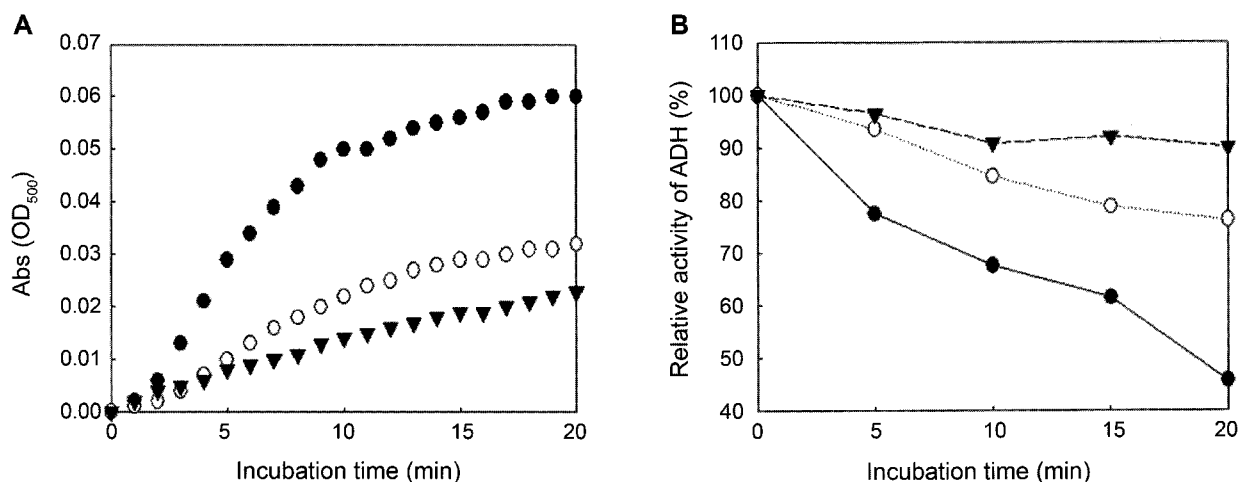 A
0.07
0.06
0.05
0.04
0.03
0.02
0.01
0.00
Abs (OD500)
0 5 10 15 20
Incubation time (min)
B
110
100
90
80
70
60
50
40
Relative activity of ADH (%)
0 5 10 15 20
Incubation time (min)